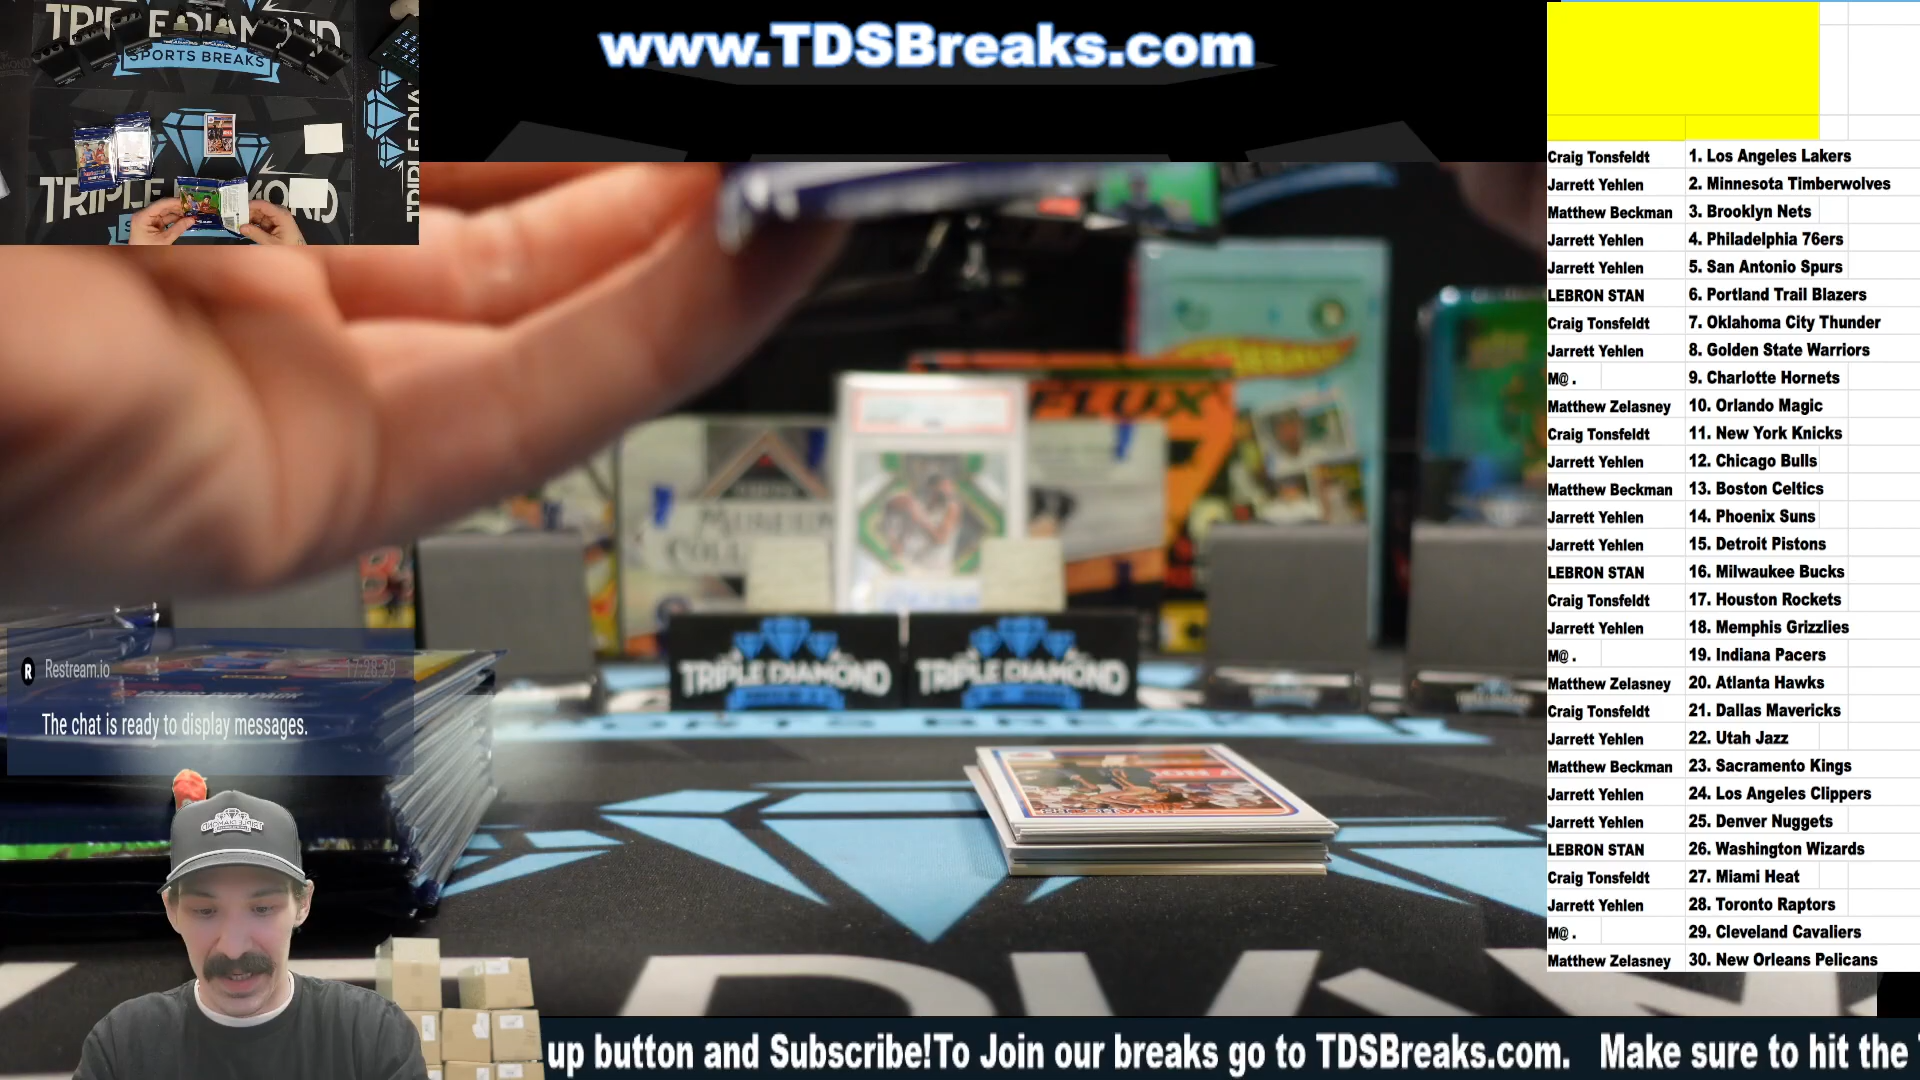 www.TDSBreaks.com
TRIPLE DIAMOND
SPORTS BREAKS
FLUX
MUSEUM
COLL
TRIPLE DIAMOND
TRIPLE DIAMOND
Restream.io 17:28:29
The chat is ready to display messages.
Craig Tonsfeldt 1. Los Angeles Lakers
Jarrett Yehlen 2. Minnesota Timberwolves
Matthew Beckman 3. Brooklyn Nets
Jarrett Yehlen 4. Philadelphia 76ers
Jarrett Yehlen 5. San Antonio Spurs
LEBRON STAN 6. Portland Trail Blazers
Craig Tonsfeldt 7. Oklahoma City Thunder
Jarrett Yehlen 8. Golden State Warriors
M@ . 9. Charlotte Hornets
Matthew Zelasney 10. Orlando Magic
Craig Tonsfeldt 11. New York Knicks
Jarrett Yehlen 12. Chicago Bulls
Matthew Beckman 13. Boston Celtics
Jarrett Yehlen 14. Phoenix Suns
Jarrett Yehlen 15. Detroit Pistons
LEBRON STAN 16. Milwaukee Bucks
Craig Tonsfeldt 17. Houston Rockets
Jarrett Yehlen 18. Memphis Grizzlies
M@ . 19. Indiana Pacers
Matthew Zelasney 20. Atlanta Hawks
Craig Tonsfeldt 21. Dallas Mavericks
Jarrett Yehlen 22. Utah Jazz
Matthew Beckman 23. Sacramento Kings
Jarrett Yehlen 24. Los Angeles Clippers
Jarrett Yehlen 25. Denver Nuggets
LEBRON STAN 26. Washington Wizards
Craig Tonsfeldt 27. Miami Heat
Jarrett Yehlen 28. Toronto Raptors
M@ . 29. Cleveland Cavaliers
Matthew Zelasney 30. New Orleans Pelicans
up button and Subscribe!To Join our breaks go to TDSBreaks.com. Make sure to hit the